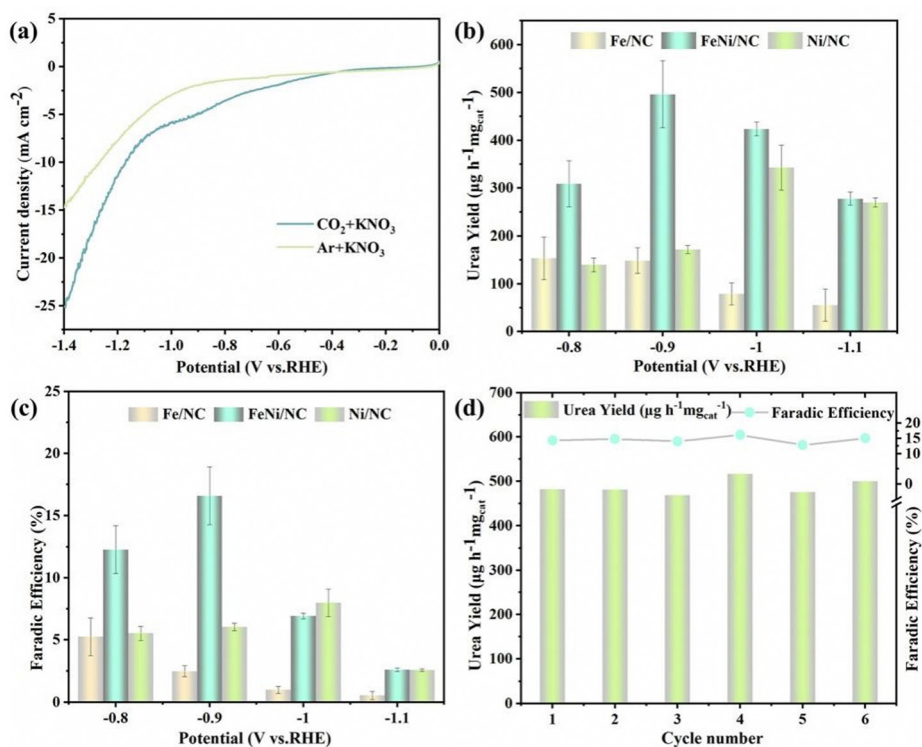 (a)
5
0
-5
-10
-15
-20
-25
Current density (mA cm⁻²)
CO₂+KNO₃
Ar+KNO₃
-1.4 -1.2 -1.0 -0.8 -0.6 -0.4 -0.2 0.0
Potential (V vs.RHE)
(b)
Fe/NC FeNi/NC Ni/NC
600
500
400
300
200
100
0
Urea Yield (μg h⁻¹mg꜀ₐₜ⁻¹)
-0.8 -0.9 -1 -1.1
Potential (V vs.RHE)
(c)
Fe/NC FeNi/NC Ni/NC
25
20
15
10
5
0
Faradic Efficiency (%)
-0.8 -0.9 -1 -1.1
Potential (V vs.RHE)
(d)
Urea Yield (μg h⁻¹mg꜀ₐₜ⁻¹) Faradic Efficiency
700
600
500
400
300
200
100
0
Urea Yield (μg h⁻¹mg꜀ₐₜ⁻¹)
20
15
10
0
Faradic Efficiency (%)
1 2 3 4 5 6
Cycle number